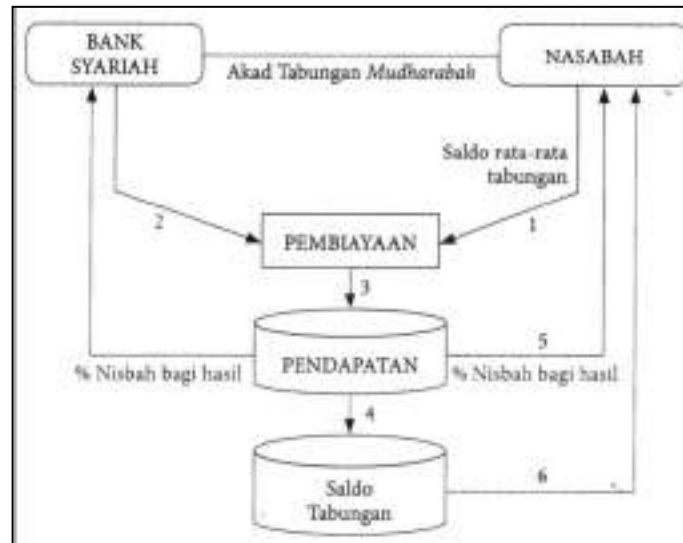 BANK
SYARIAH
Akad Tabungan Mudharabah
NASABAH
Saldo rata-rata
tabungan
2
1
PEMBIAYAAN
3
5
PENDAPATAN
% Nisbah bagi hasil
% Nisbah bagi hasil
4
6
Saldo
Tabungan